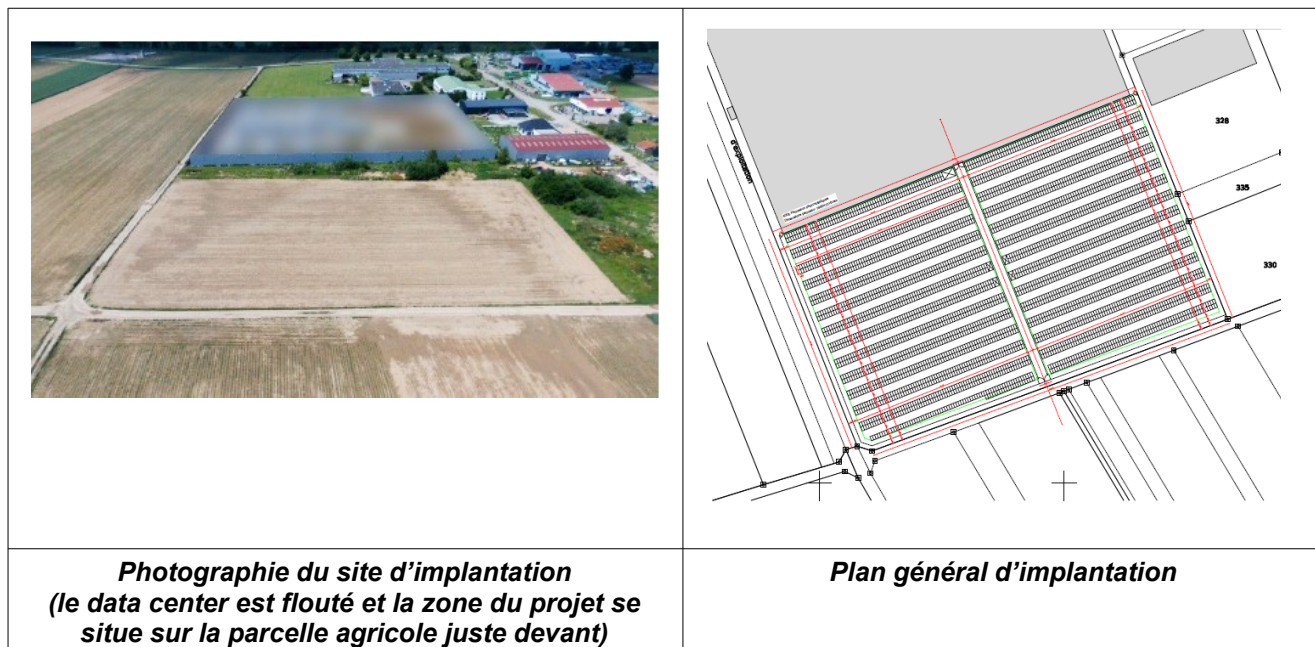 d'exploitation
328
335
330
Photographie du site d'implantation
(le data center est flouté et la zone du projet se
situe sur la parcelle agricole juste devant)
Plan général d'implantation